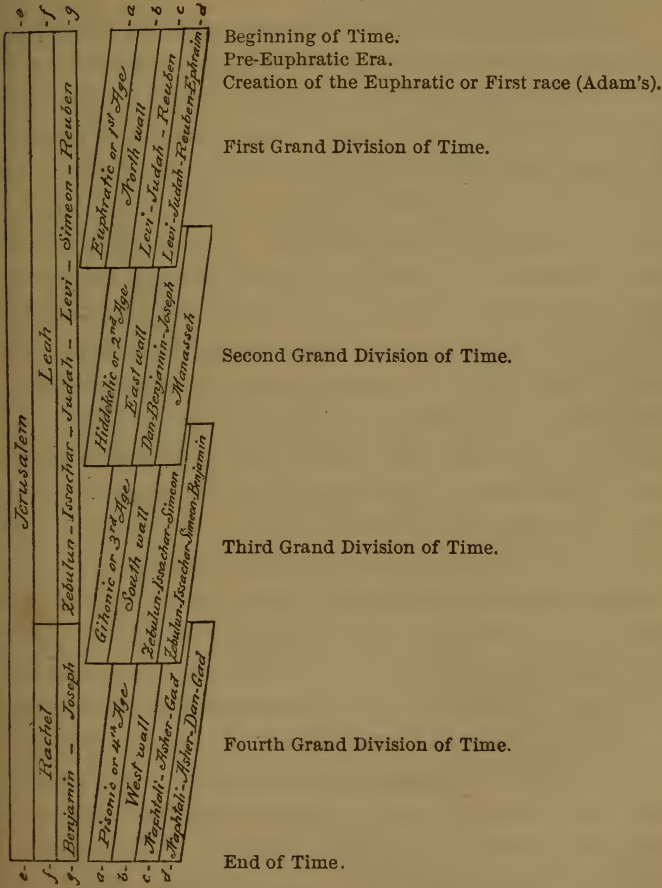 -e
-f
-g
-a
-b
-c
-d
Beginning of Time.
Pre-Euphratic Era.
Creation of the Euphratic or First race (Adam's).
First Grand Division of Time.
Second Grand Division of Time.
Third Grand Division of Time.
Fourth Grand Division of Time.
End of Time.
Jerusalem
Rachel
Leah
Benjamin - Joseph
Zebulun - Issachar - Judah - Levi - Simeon - Reuben
Euphratic or 1st Age
North wall
Levi - Judah - Reuben
Levi-Judah-Reuben-Ephraim
Hiddekelic or 2nd Age
East wall
Dan-Benjamin-Joseph
Manasseh
Gihonic or 3rd Age
South wall
Zebulun-Issachar-Simeon
Zebulun-Issachar-Simeon-Benjamin
Pisonic or 4th Age
West wall
Naphtali-Asher-Gad
Naphtali-Asher-Dan-Gad
e-
f-
g-
a-
b-
c-
d-